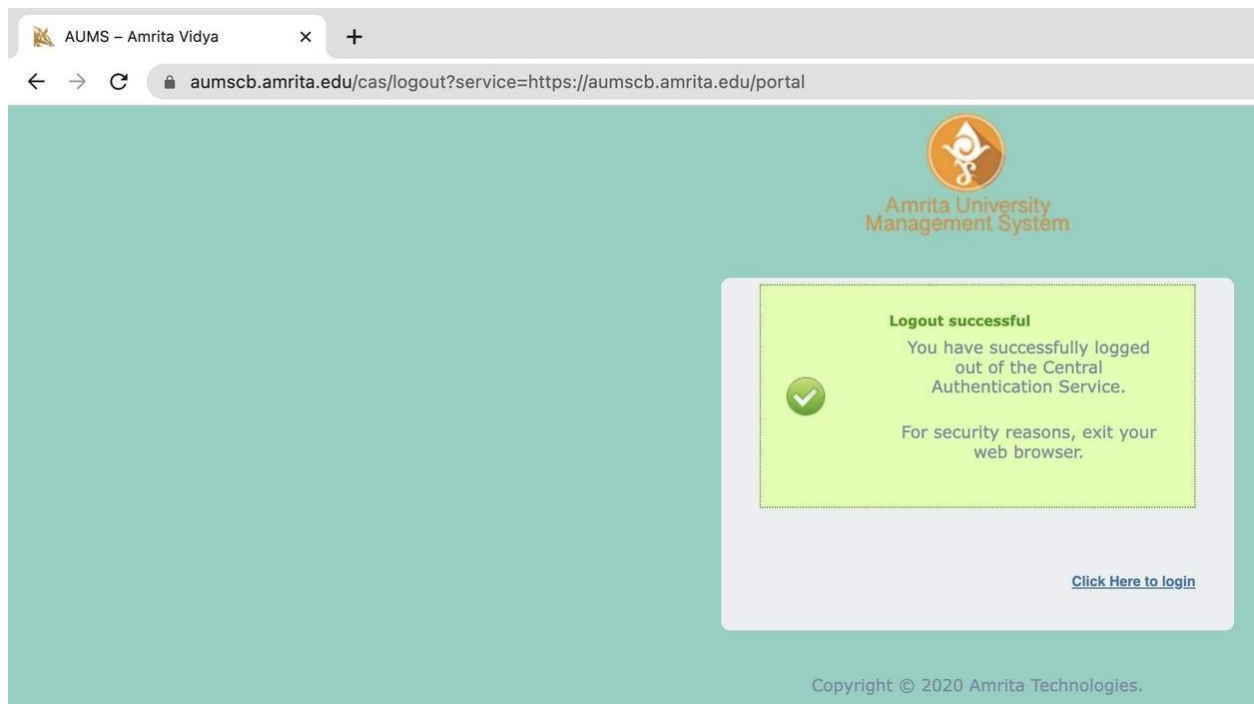 AUMS – Amrita Vidya
aumscb.amrita.edu/cas/logout?service=https://aumscb.amrita.edu/portal
Amrita University
Management System
Logout successful
You have successfully logged
out of the Central
Authentication Service.
For security reasons, exit your
web browser.
Click Here to login
Copyright © 2020 Amrita Technologies.